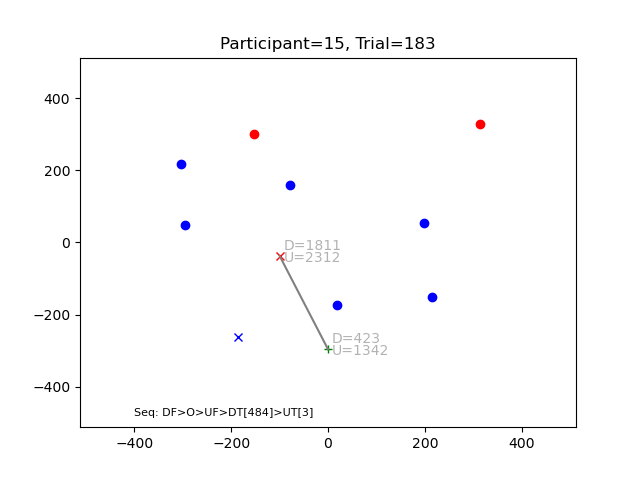 Participant=15, Trial=183
400
200
0
−200
−400
D=1811
U=2312
D=423
U=1342
Seq: DF>O>UF>DT[484]>UT[3]
−400
−200
0
200
400